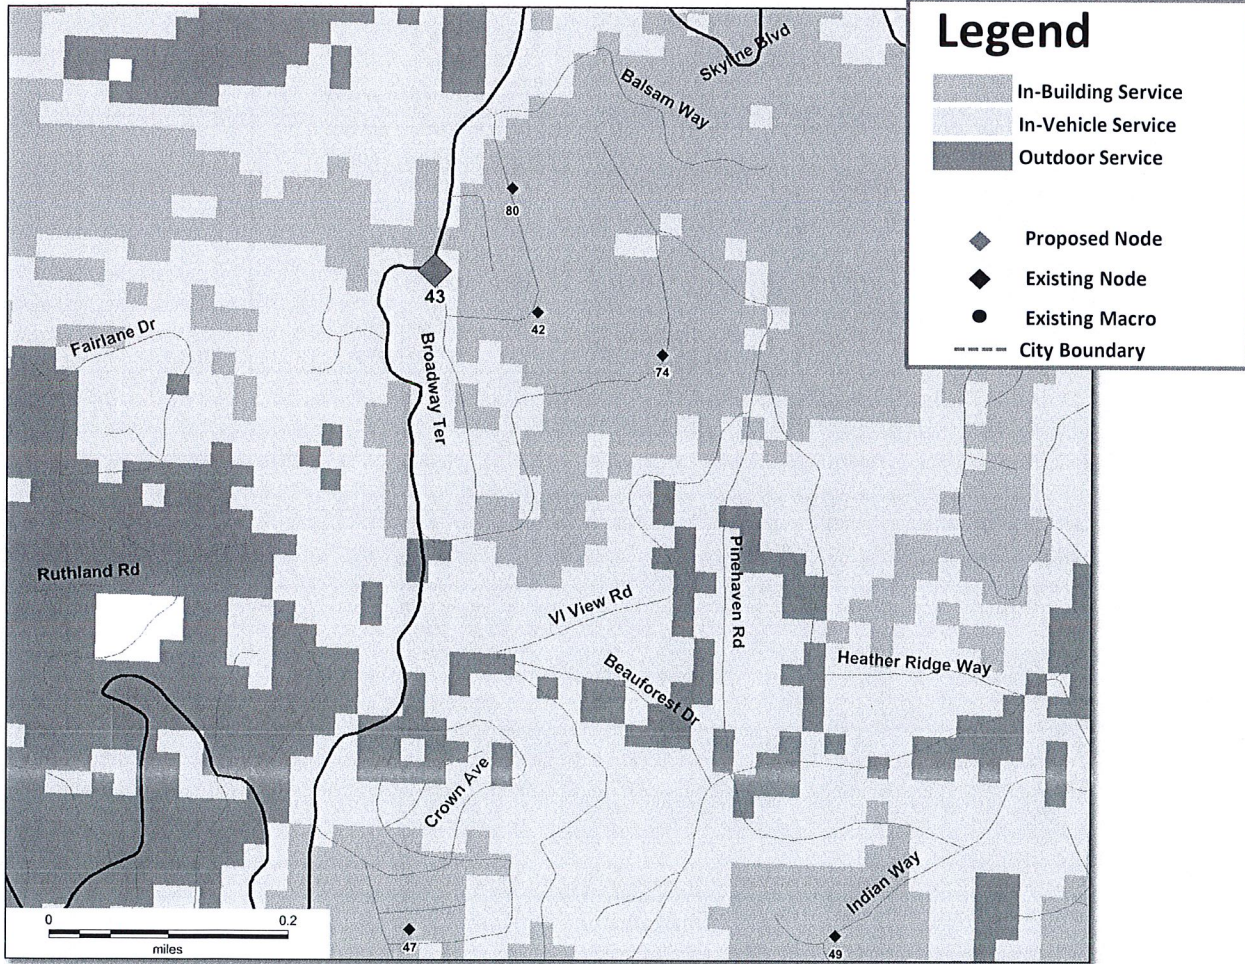 Legend
In-Building Service
In-Vehicle Service
Outdoor Service
Proposed Node
Existing Node
Existing Macro
City Boundary
Skyline Blvd
Balsam Way
80
43
42
74
Fairlane Dr
Broadway Ter
Ruthland Rd
VI View Rd
Pinehaven Rd
Heather Ridge Way
Beauforest Dr
Crown Ave
Indian Way
47
49
0
0.2
miles